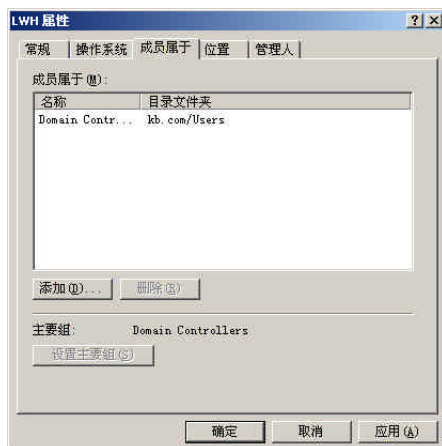 LWH 属性
常规 操作系统 成员属于 位置 管理人
成员属于(M):
名称 目录文件夹
Domain Contr... kb.com/Users
添加(D)... 删除(R)
主要组: Domain Controllers
设置主要组(S)
确定 取消 应用(A)